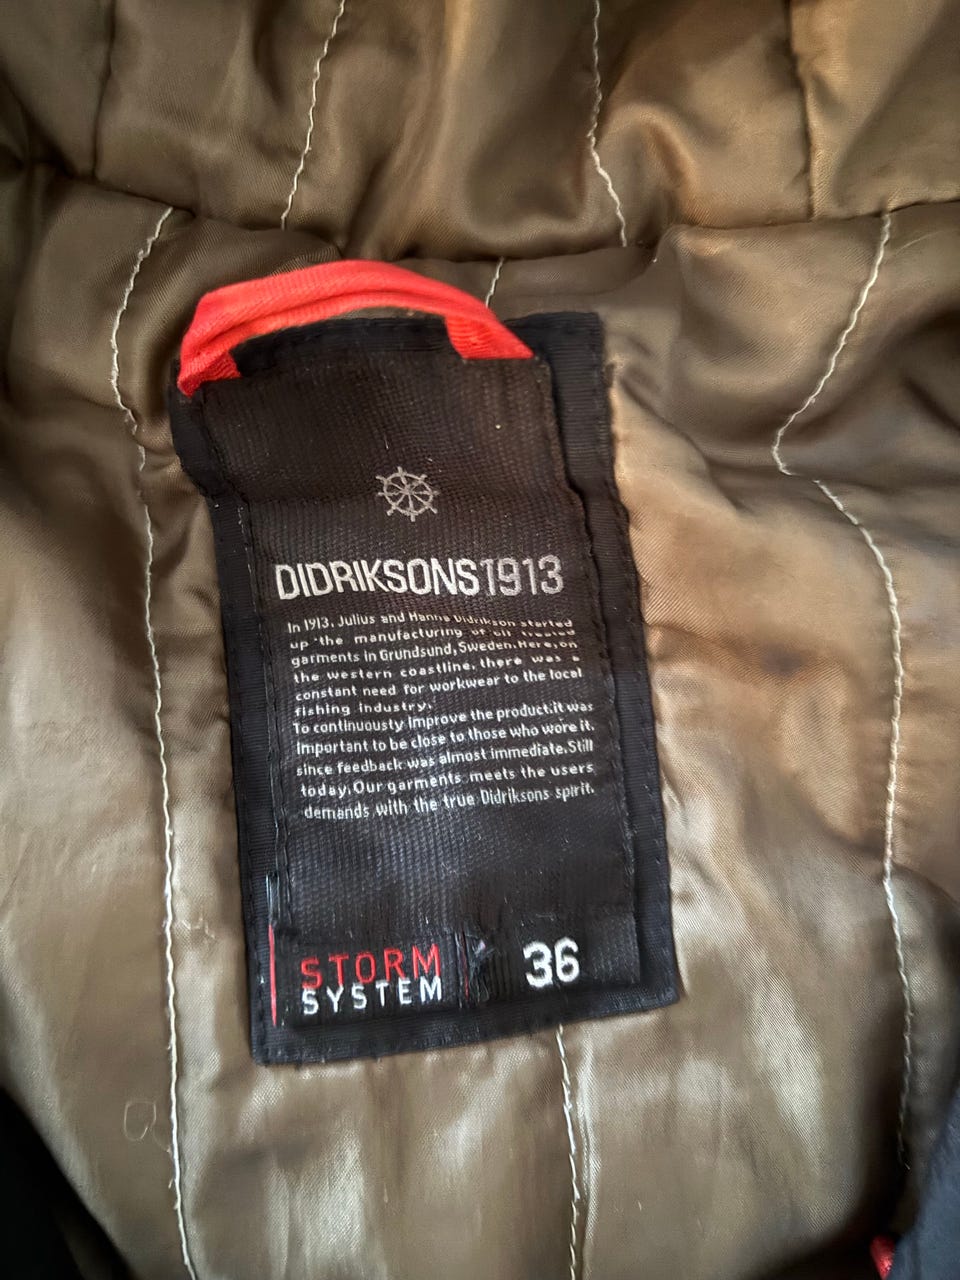 DIDRIKSONS1913
In 1913, Julius and Hanna Didrikson started
up the manufacturing of oil treated
garments in Grundsund, Sweden. Here, on
the western coastline, there was a
constant need for workwear to the local
fishing industry.
To continuously improve the product.it was
Important to be close to those who wore it.
since feedback was almost immediate.Still
today.Our garments meets the users
demands with the true Didriksons spirit.
STORM
SYSTEM
36